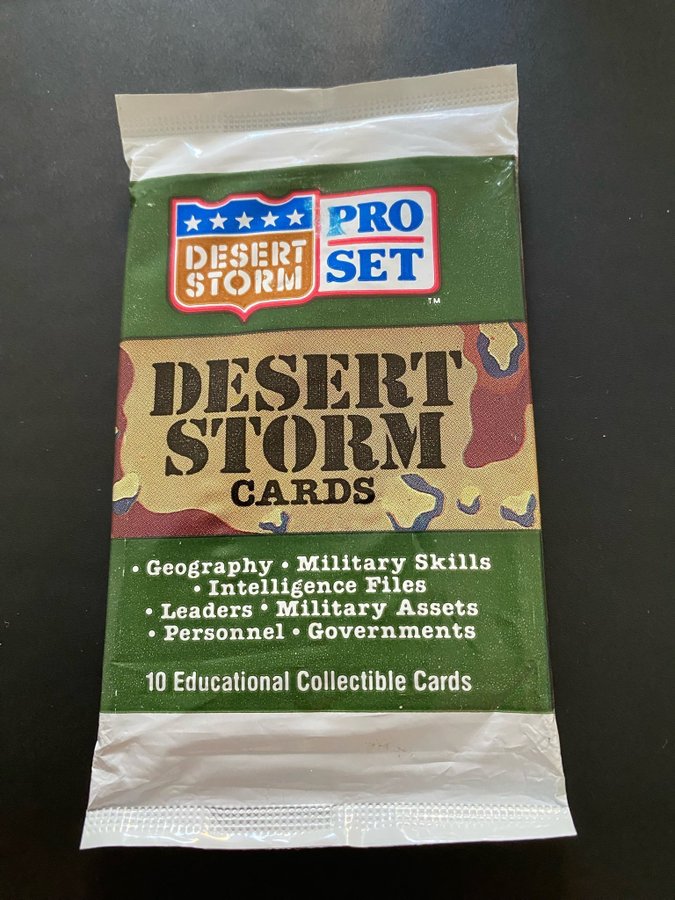 DESERT
STORM
PRO
SET
TM
DESERT
STORM
CARDS
• Geography • Military Skills
• Intelligence Files
• Leaders • Military Assets
• Personnel • Governments
10 Educational Collectible Cards